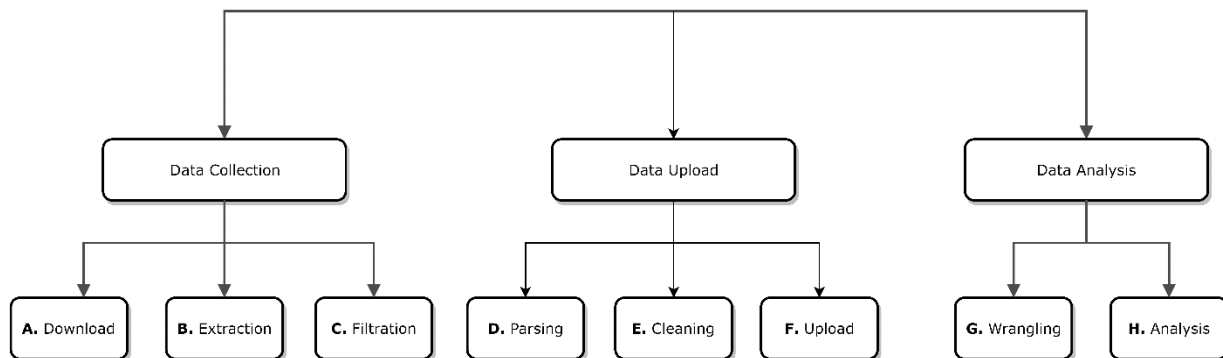 Data Collection
Data Upload
Data Analysis
A. Download
B. Extraction
C. Filtration
D. Parsing
E. Cleaning
F. Upload
G. Wrangling
H. Analysis